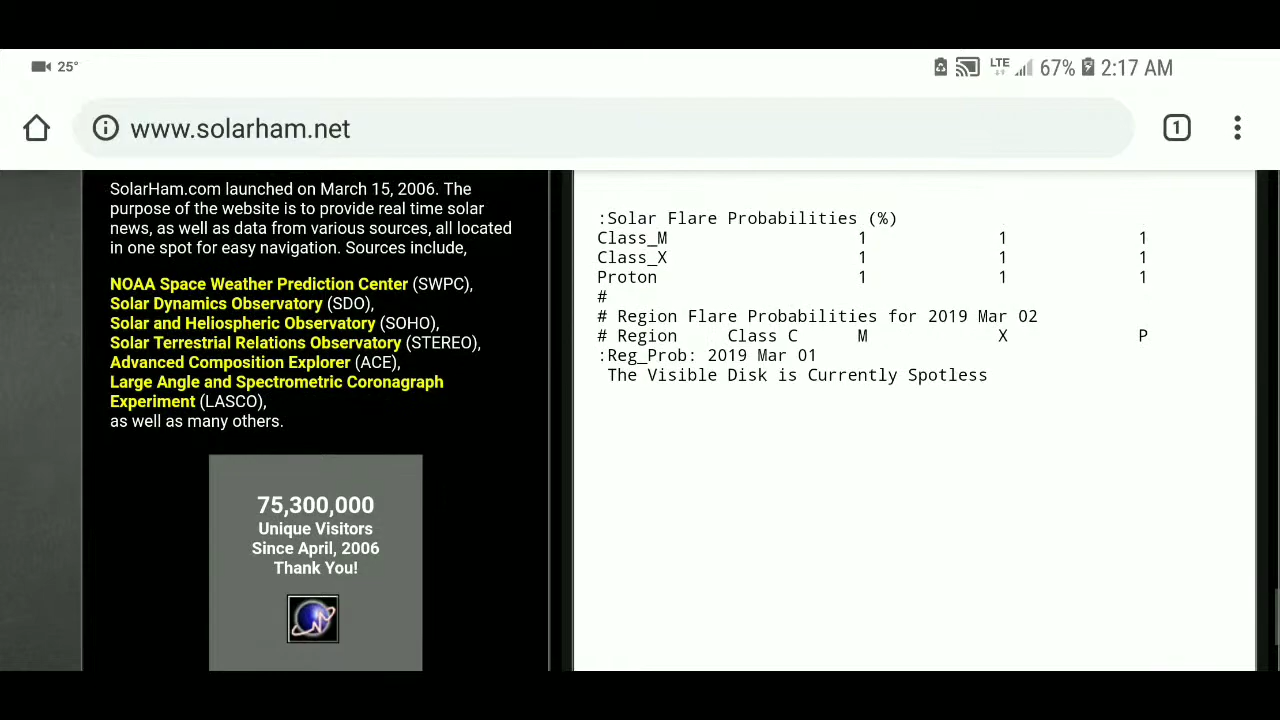 25°
LTE 67% 2:17 AM
www.solarham.net
1
SolarHam.com launched on March 15, 2006. The
purpose of the website is to provide real time solar
news, as well as data from various sources, all located
in one spot for easy navigation. Sources include,
NOAA Space Weather Prediction Center (SWPC),
Solar Dynamics Observatory (SDO),
Solar and Heliospheric Observatory (SOHO),
Solar Terrestrial Relations Observatory (STEREO),
Advanced Composition Explorer (ACE),
Large Angle and Spectrometric Coronagraph
Experiment (LASCO),
as well as many others.
75,300,000
Unique Visitors
Since April, 2006
Thank You!
:Solar Flare Probabilities (%)
Class_M 1 1 1
Class_X 1 1 1
Proton 1 1 1
#
# Region Flare Probabilities for 2019 Mar 02
# Region Class C M X P
:Reg_Prob: 2019 Mar 01
The Visible Disk is Currently Spotless